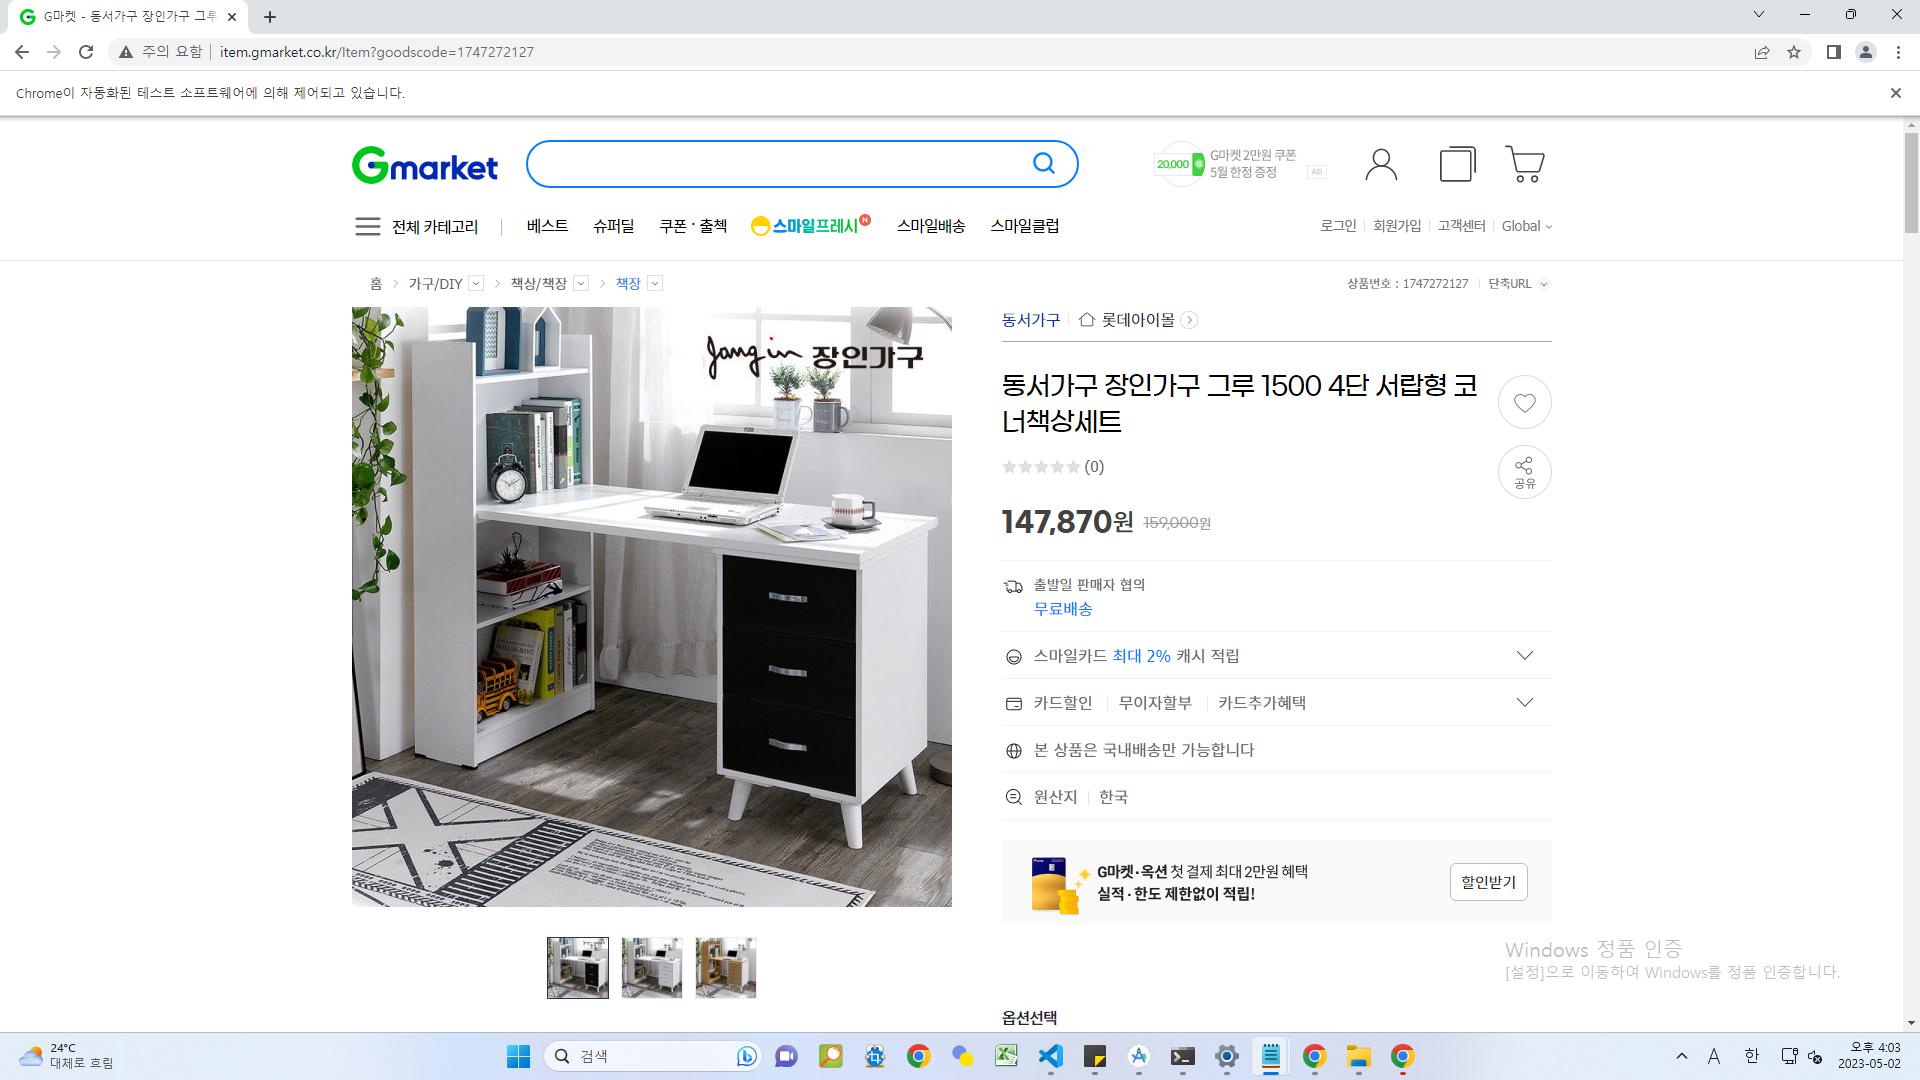 G마켓 - 동서가구 장인가구 그루
주의 요함 item.gmarket.co.kr/Item?goodscode=1747272127
Chrome이 자동화된 테스트 소프트웨어에 의해 제어되고 있습니다.
Gmarket
20,000 G마켓 2만원 쿠폰
5월 한정 증정
AD
전체 카테고리 베스트 슈퍼딜 쿠폰·출첵 스마일프레시 N 스마일배송 스마일클럽
로그인 회원가입 고객센터 Global
홈 가구/DIY 책상/책장 책장
상품번호 : 1747272127 단축URL
Jangin 장인가구
동서가구 롯데아이몰
동서가구 장인가구 그루 1500 4단 서랍형 코
너책상세트
(0)
공유
147,870원 159,000원
출발일 판매자 협의
무료배송
스마일카드 최대 2% 캐시 적립
카드할인 무이자할부 카드추가혜택
본 상품은 국내배송만 가능합니다
원산지 한국
G마켓·옥션 첫 결제 최대 2만원 혜택
실적·한도 제한없이 적립!
할인받기
Windows 정품 인증
[설정]으로 이동하여 Windows를 정품 인증합니다.
옵션선택
24°C
대체로 흐림
검색
A 한
오후 4:03
2023-05-02